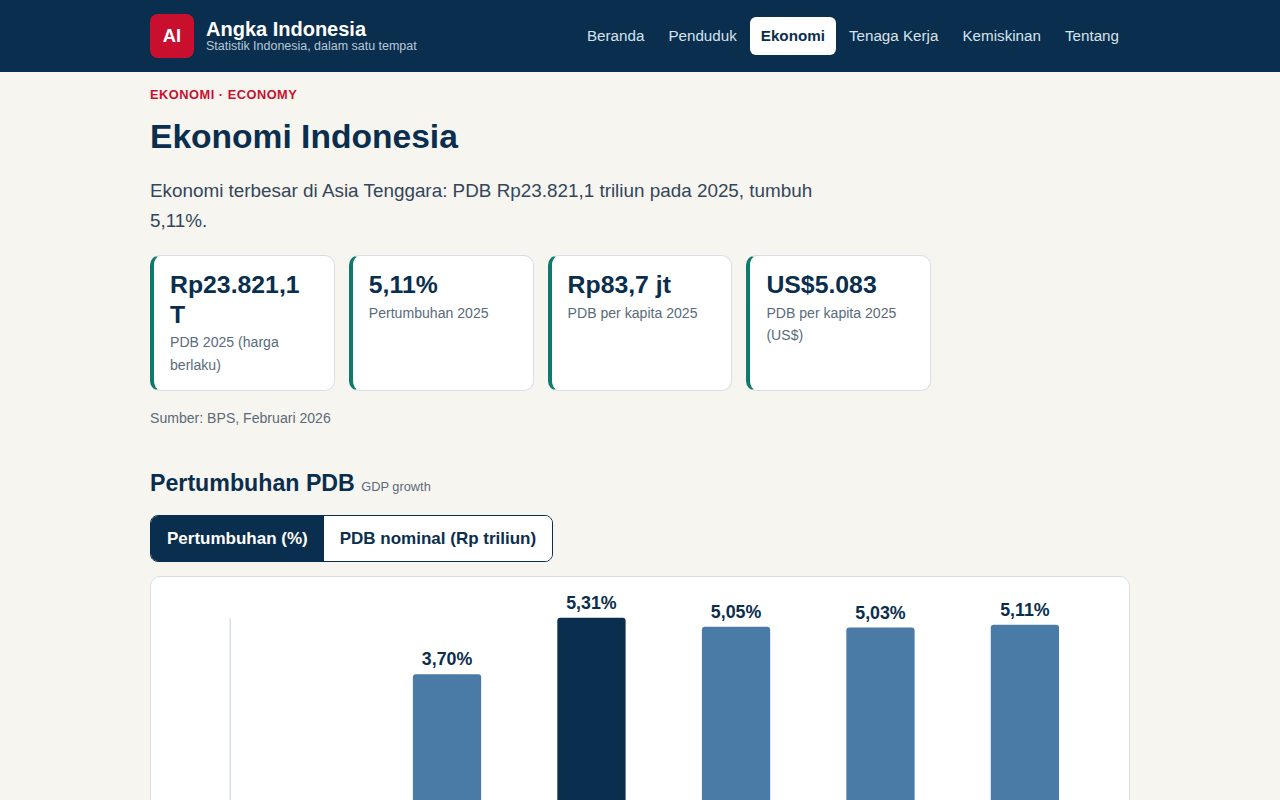 AI
Angka Indonesia
Statistik Indonesia, dalam satu tempat
Beranda
Penduduk
Ekonomi
Tenaga Kerja
Kemiskinan
Tentang
EKONOMI · ECONOMY
Ekonomi Indonesia
Ekonomi terbesar di Asia Tenggara: PDB Rp23.821,1 triliun pada 2025, tumbuh
5,11%.
Rp23.821,1
T
PDB 2025 (harga
berlaku)
5,11%
Pertumbuhan 2025
Rp83,7 jt
PDB per kapita 2025
US$5.083
PDB per kapita 2025
(US$)
Sumber: BPS, Februari 2026
Pertumbuhan PDB GDP growth
Pertumbuhan (%)
PDB nominal (Rp triliun)
3,70%
5,31%
5,05%
5,03%
5,11%